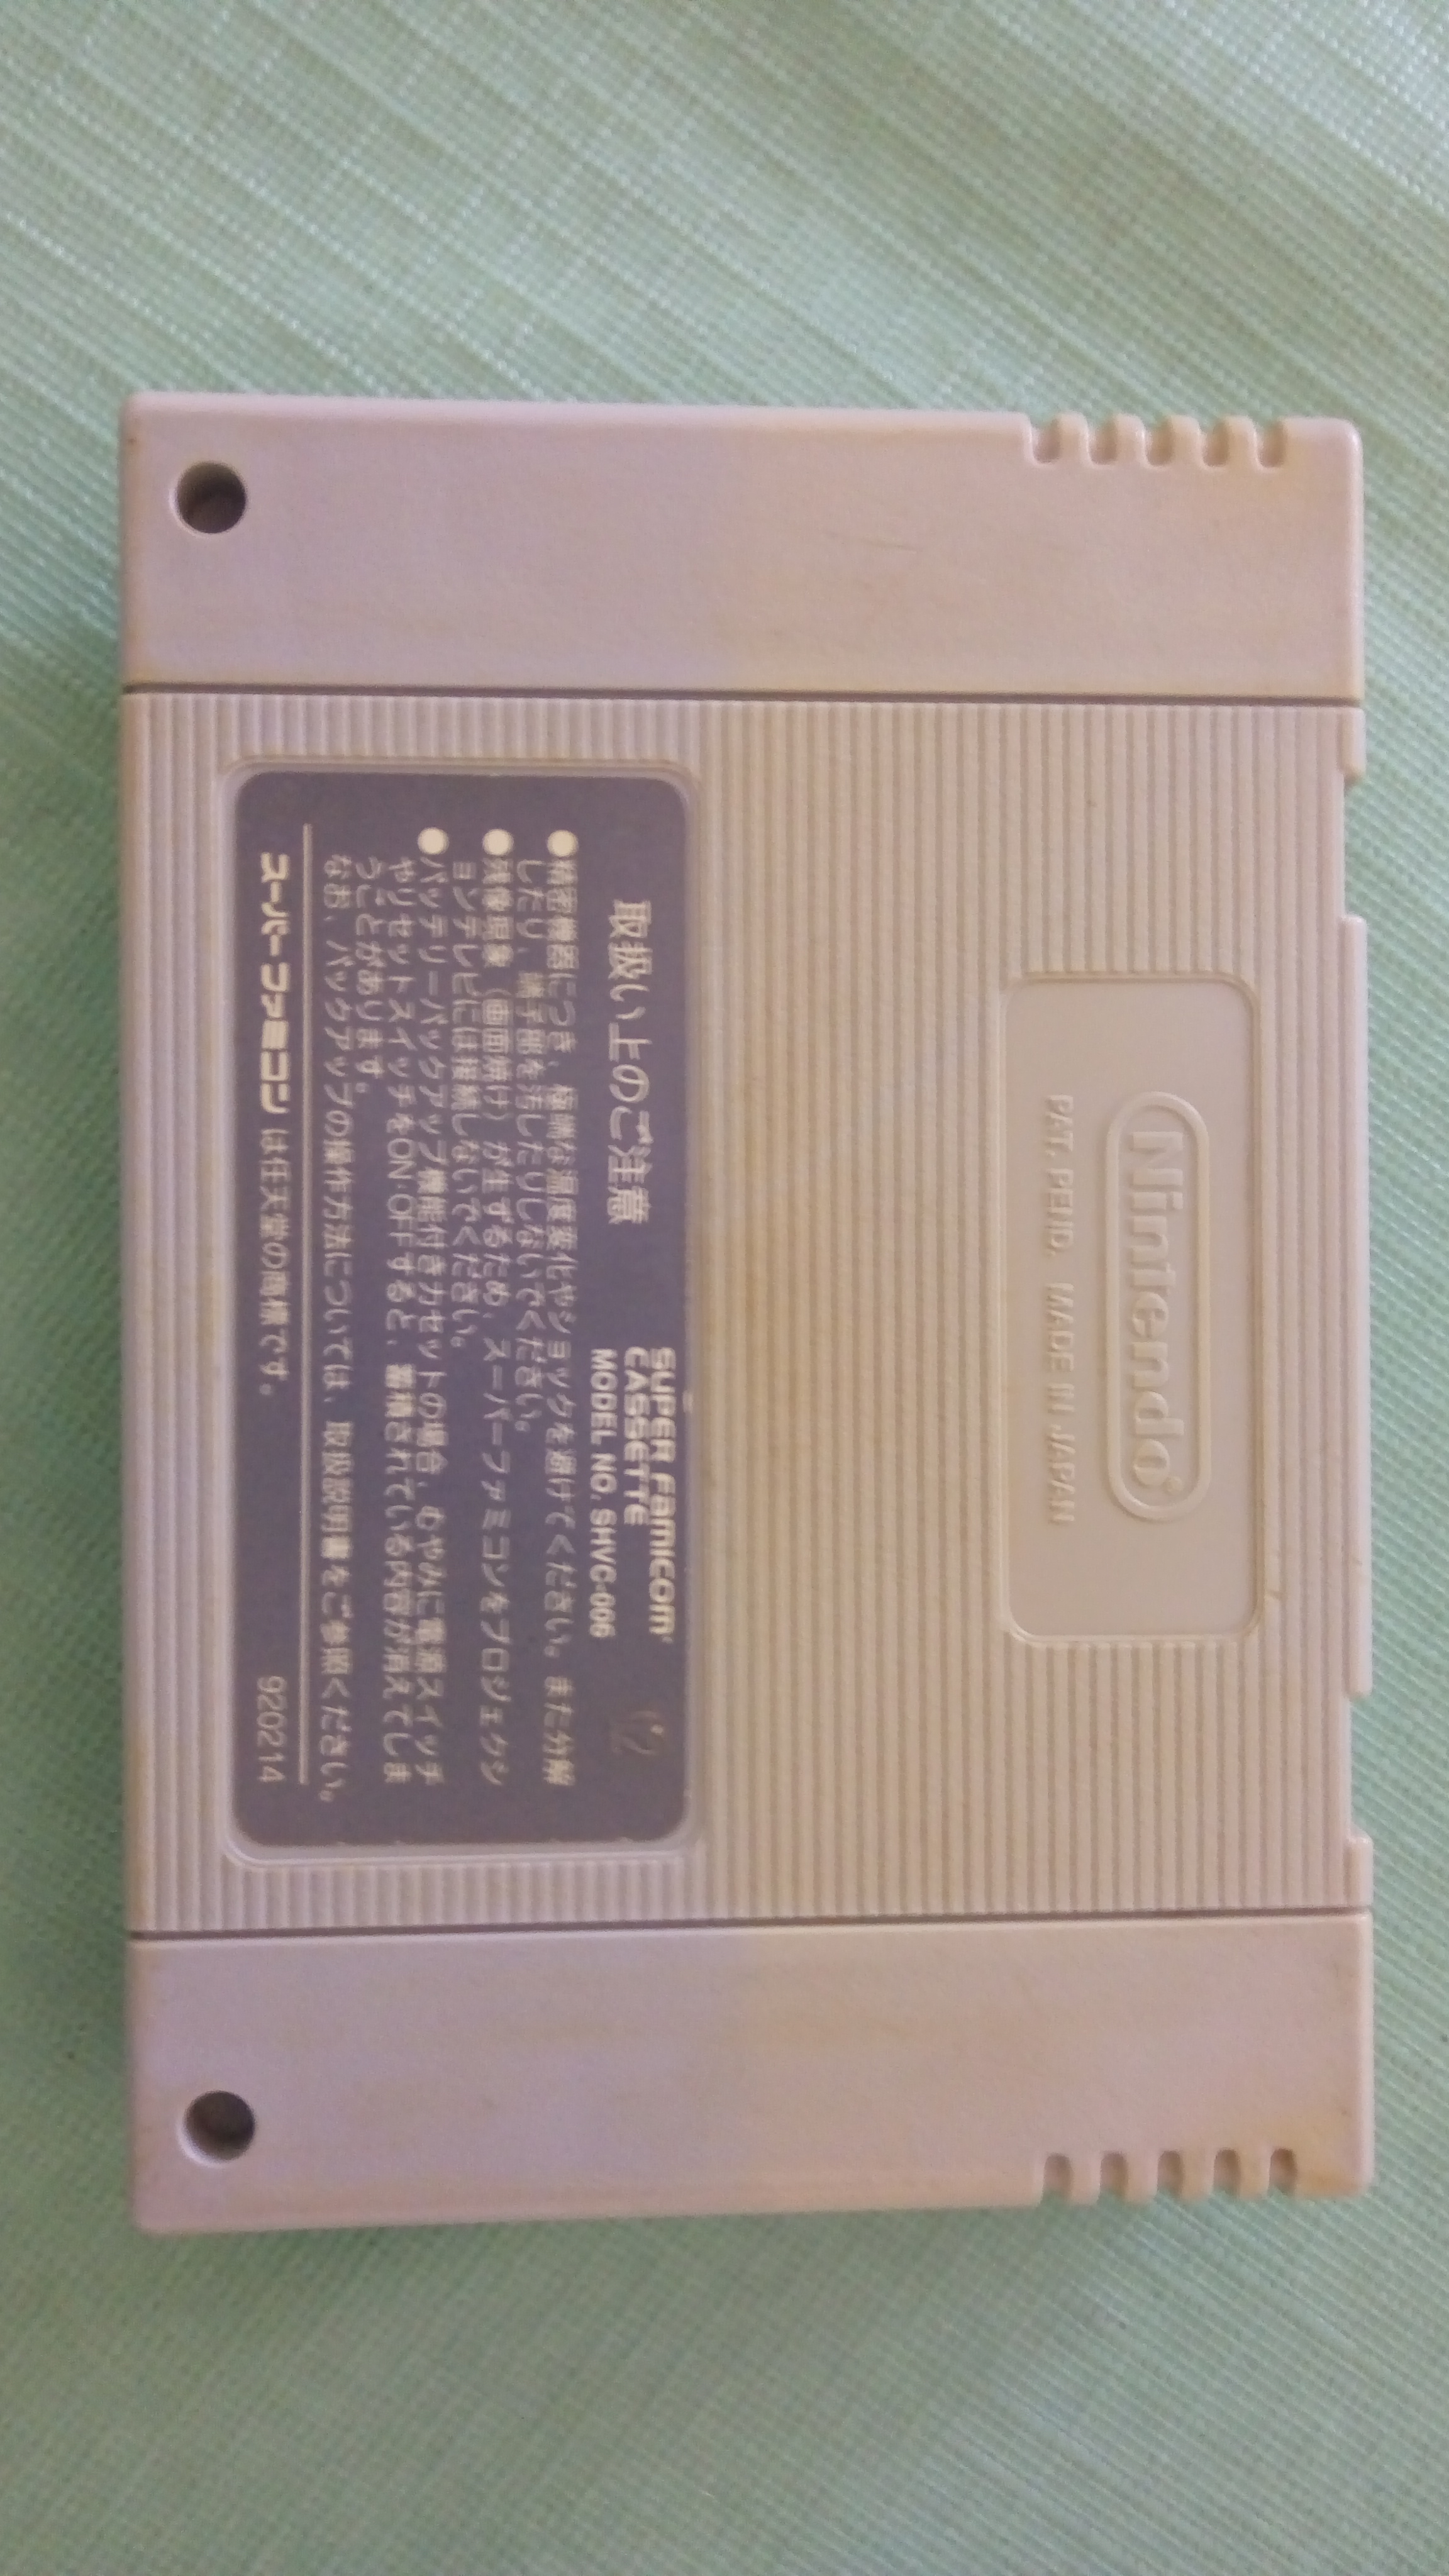 Nintendo®
PAT. PEND. MADE IN JAPAN
SUPER FAMICOM®
CASSETTE
MODEL NO. SHVC-006
取扱い上のご注意
●精密機器につき、極端な温度変化やショックを避けてください。また分解
したり、端子部を汚したりしないでください。
●残像現象（画面焼け）が生ずるため、スーパーファミコンをプロジェクシ
ョンテレビには接続しないでください。
●バッテリーバックアップ機能付きカセットの場合、むやみに電源スイッチ
やリセットスイッチをON・OFFすると、蓄積されている内容が消えてしま
うことがあります。
なお、バックアップの操作方法については、取扱説明書をご参照ください。
スーパーファミコン は任天堂の商標です。 920214